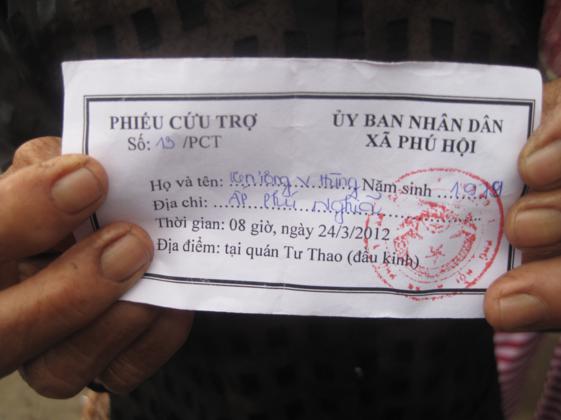 PHIẾU CỨU TRỢ
Số: 15 /PCT
ỦY BAN NHÂN DÂN
XÃ PHÚ HỘI
Họ và tên: V. Hùng Năm sinh 1919
Địa chỉ: ấp Phú Nghĩa
Thời gian: 08 giờ, ngày 24/3/2012
Địa điểm: tại quán Tư Thao (đầu kinh)